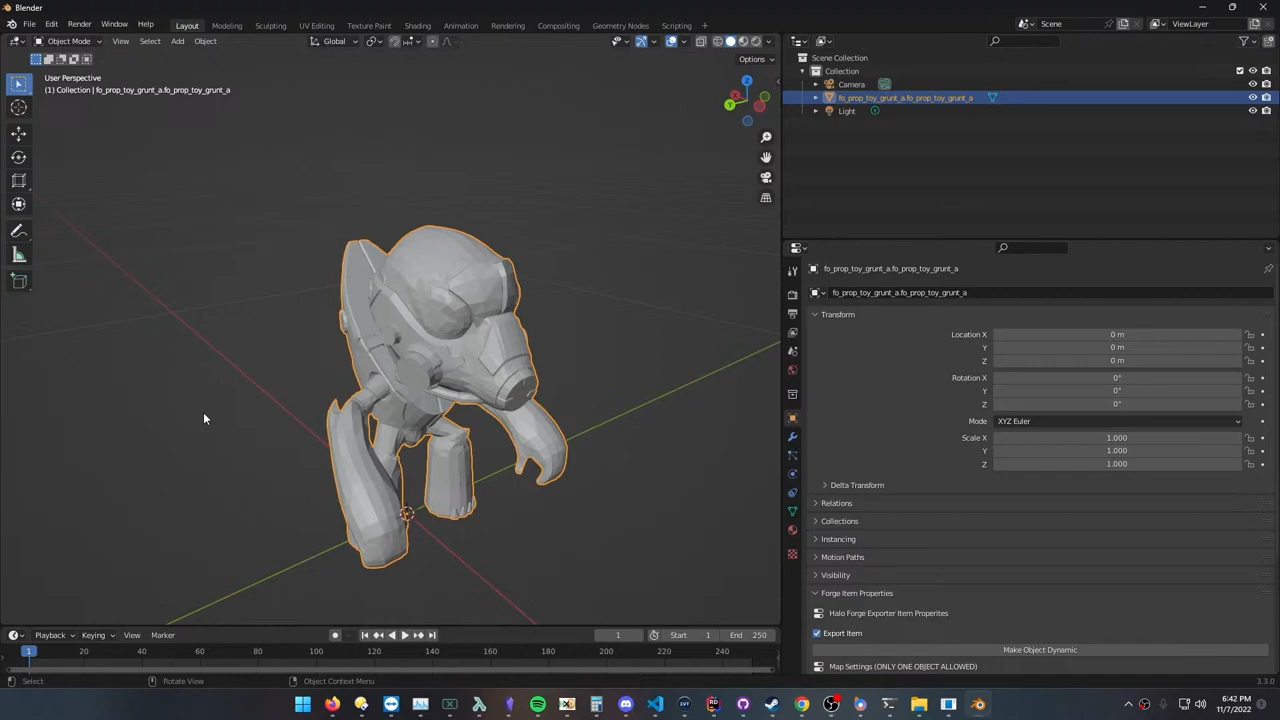 Blender
File Edit Render Window Help Layout Modeling Sculpting UV Editing Texture Paint Shading Animation Rendering Compositing Geometry Nodes Scripting + Scene ViewLayer
Object Mode View Select Add Object Global
Options
User Perspective
(1) Collection | fo_prop_toy_grunt_a.fo_prop_toy_grunt_a
Z
X
Y
Scene Collection
Collection
Camera
fo_prop_toy_grunt_a.fo_prop_toy_grunt_a
Light
fo_prop_toy_grunt_a.fo_prop_toy_grunt_a
fo_prop_toy_grunt_a.fo_prop_toy_grunt_a
Transform
Location X 0 m
Y 0 m
Z 0 m
Rotation X 0°
Y 0°
Z 0°
Mode XYZ Euler
Scale X 1.000
Y 1.000
Z 1.000
Delta Transform
Relations
Collections
Instancing
Motion Paths
Visibility
Forge Item Properties
Halo Forge Exporter Item Properites
Export Item
Make Object Dynamic
Map Settings (ONLY ONE OBJECT ALLOWED)
Playback Keying View Marker 1 Start 1 End 250
1 20 40 60 80 100 120 140 160 180 200 220 240
Select Rotate View Object Context Menu 3.3.0
6:42 PM
11/7/2022